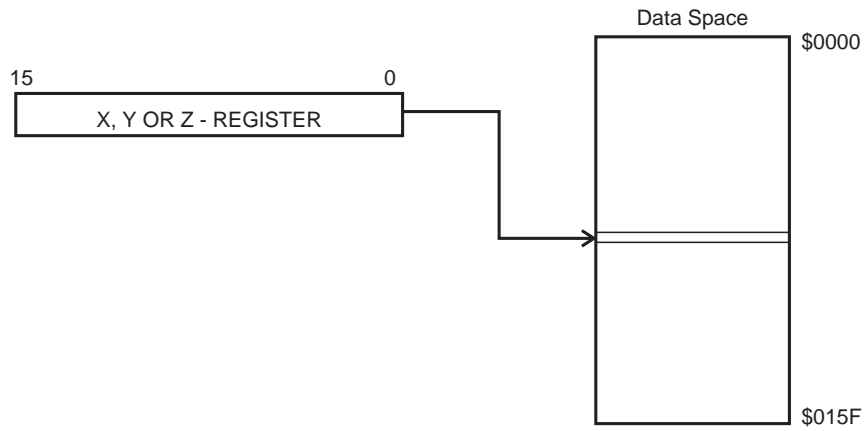 Data Space
$0000
15 0
X, Y OR Z - REGISTER
$015F